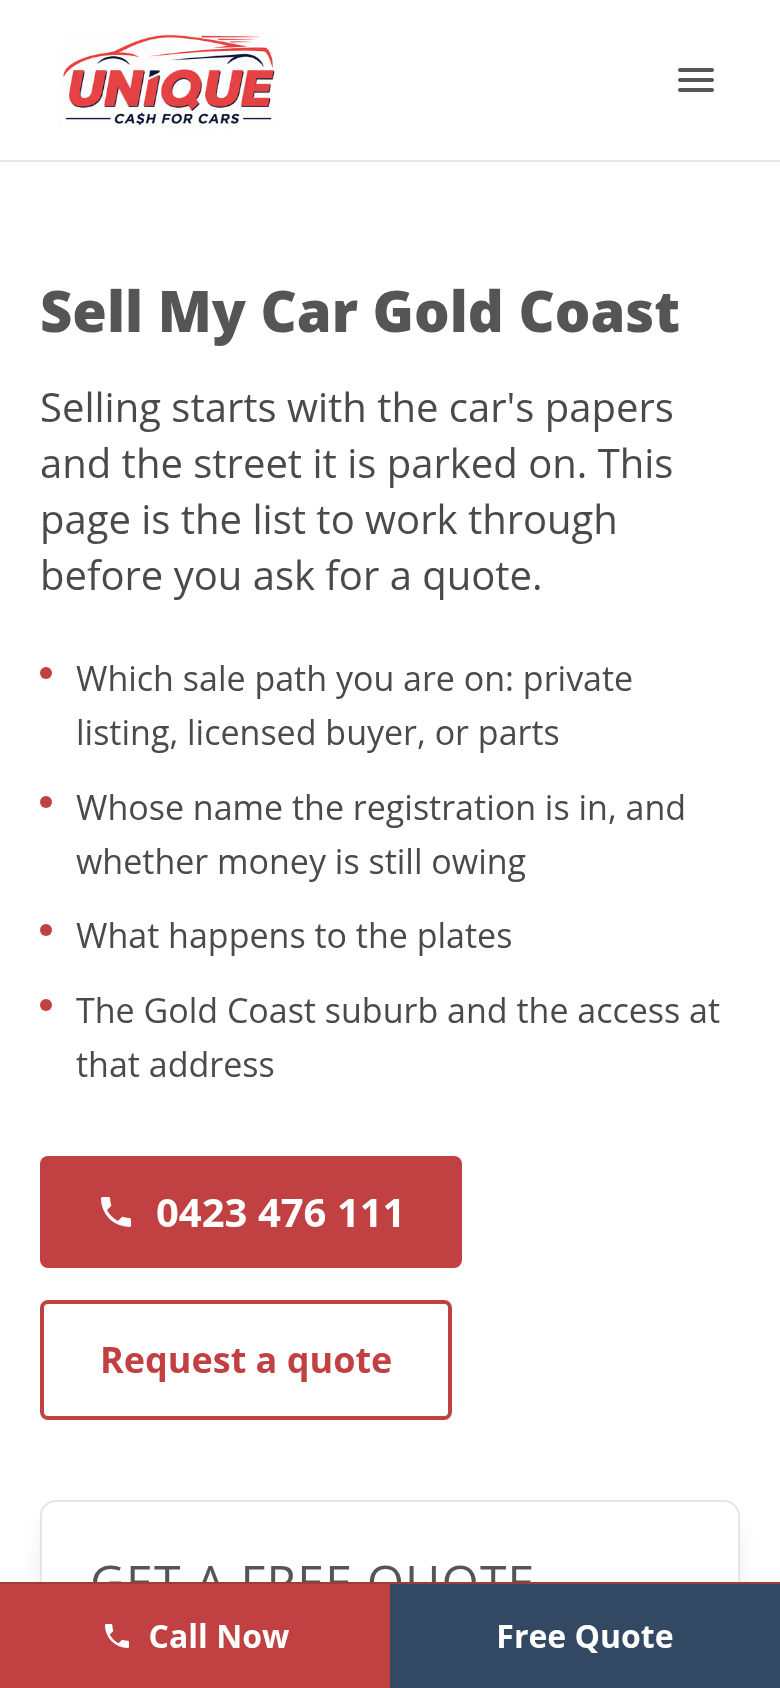 UNIQUE
CA$H FOR CARS
Sell My Car Gold Coast
Selling starts with the car's papers
and the street it is parked on. This
page is the list to work through
before you ask for a quote.
Which sale path you are on: private
listing, licensed buyer, or parts
Whose name the registration is in, and
whether money is still owing
What happens to the plates
The Gold Coast suburb and the access at
that address
0423 476 111
Request a quote
GET A FREE QUOTE
Call Now
Free Quote